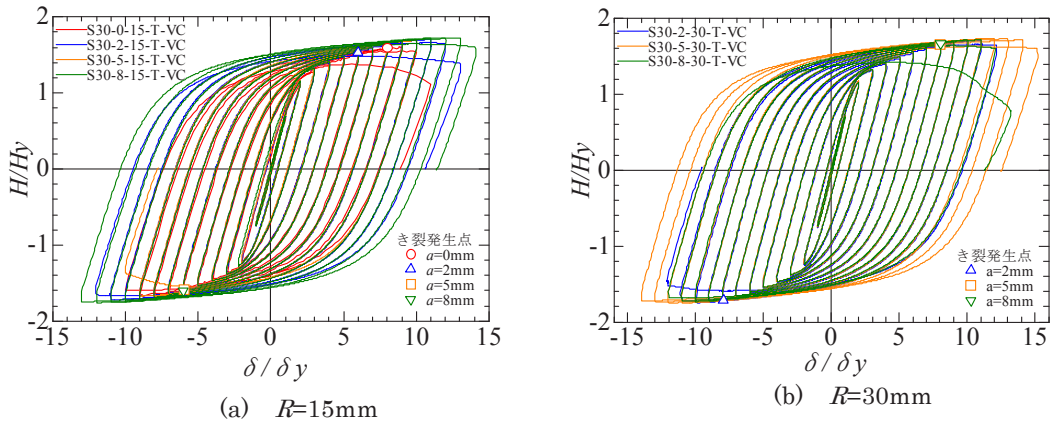 S30-0-15-T-VC
S30-2-15-T-VC
S30-5-15-T-VC
S30-8-15-T-VC
き裂発生点
a=0mm
a=2mm
a=5mm
a=8mm
2
1
0
-1
-2
H/Hy
-15 -10 -5 0 5 10 15
δ / δ y
(a) R=15mm
S30-2-30-T-VC
S30-5-30-T-VC
S30-8-30-T-VC
き裂発生点
a=2mm
a=5mm
a=8mm
2
1
0
-1
-2
H/Hy
-15 -10 -5 0 5 10 15
δ / δ y
(b) R=30mm